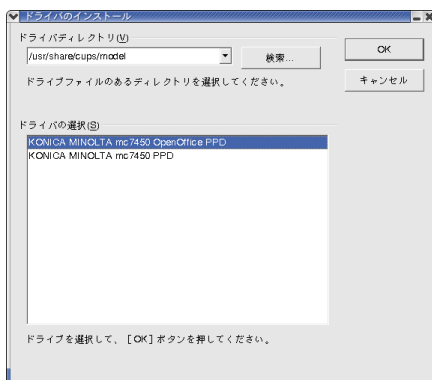 ドライバのインストール
ドライバディレクトリ(V)
/usr/share/cups/model
検索...
OK
ドライブファイルのあるディレクトリを選択してください。
キャンセル
ドライバの選択(S)
KONICA MINOLTA mc7450 OpenOffice PPD
KONICA MINOLTA mc7450 PPD
ドライブを選択して、[OK]ボタンを押してください。